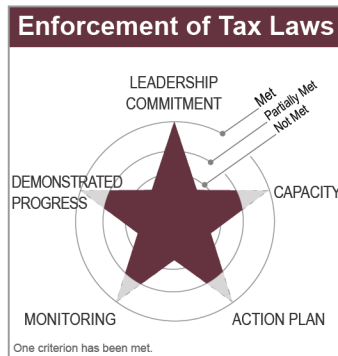 Enforcement of Tax Laws
LEADERSHIP
COMMITMENT
Met
Partially Met
Not Met
DEMONSTRATED
PROGRESS
CAPACITY
MONITORING
ACTION PLAN
One criterion has been met.